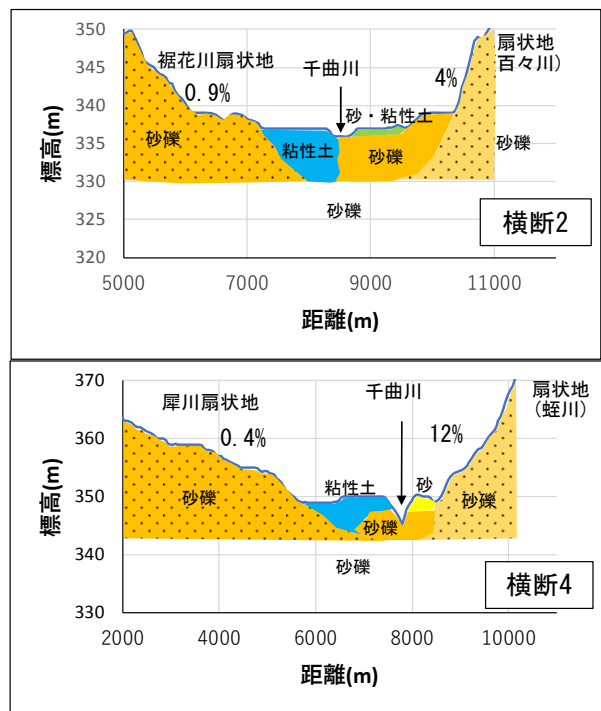 350
345
340
335
330
325
320
標高(m)
裾花川扇状地
0.9%
千曲川
4%
扇状地
百々川)
砂・粘性土
砂礫
粘性土
砂礫
砂礫
砂礫
横断2
5000
7000
9000
11000
距離(m)
370
360
350
340
330
標高(m)
犀川扇状地
0.4%
千曲川
12%
扇状地
(蛭川)
粘性土
砂
砂礫
砂礫
砂礫
砂礫
横断4
2000
4000
6000
8000
10000
距離(m)